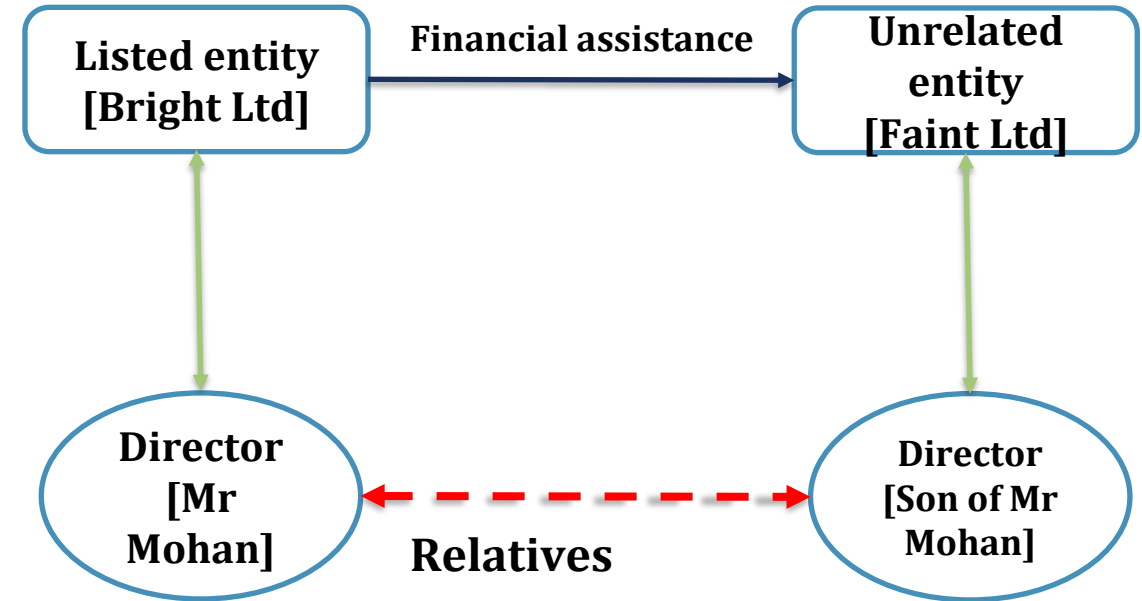 Listed entity
[Bright Ltd]
Financial assistance
Unrelated
entity
[Faint Ltd]
Director
[Mr
Mohan]
Relatives
Director
[Son of Mr
Mohan]